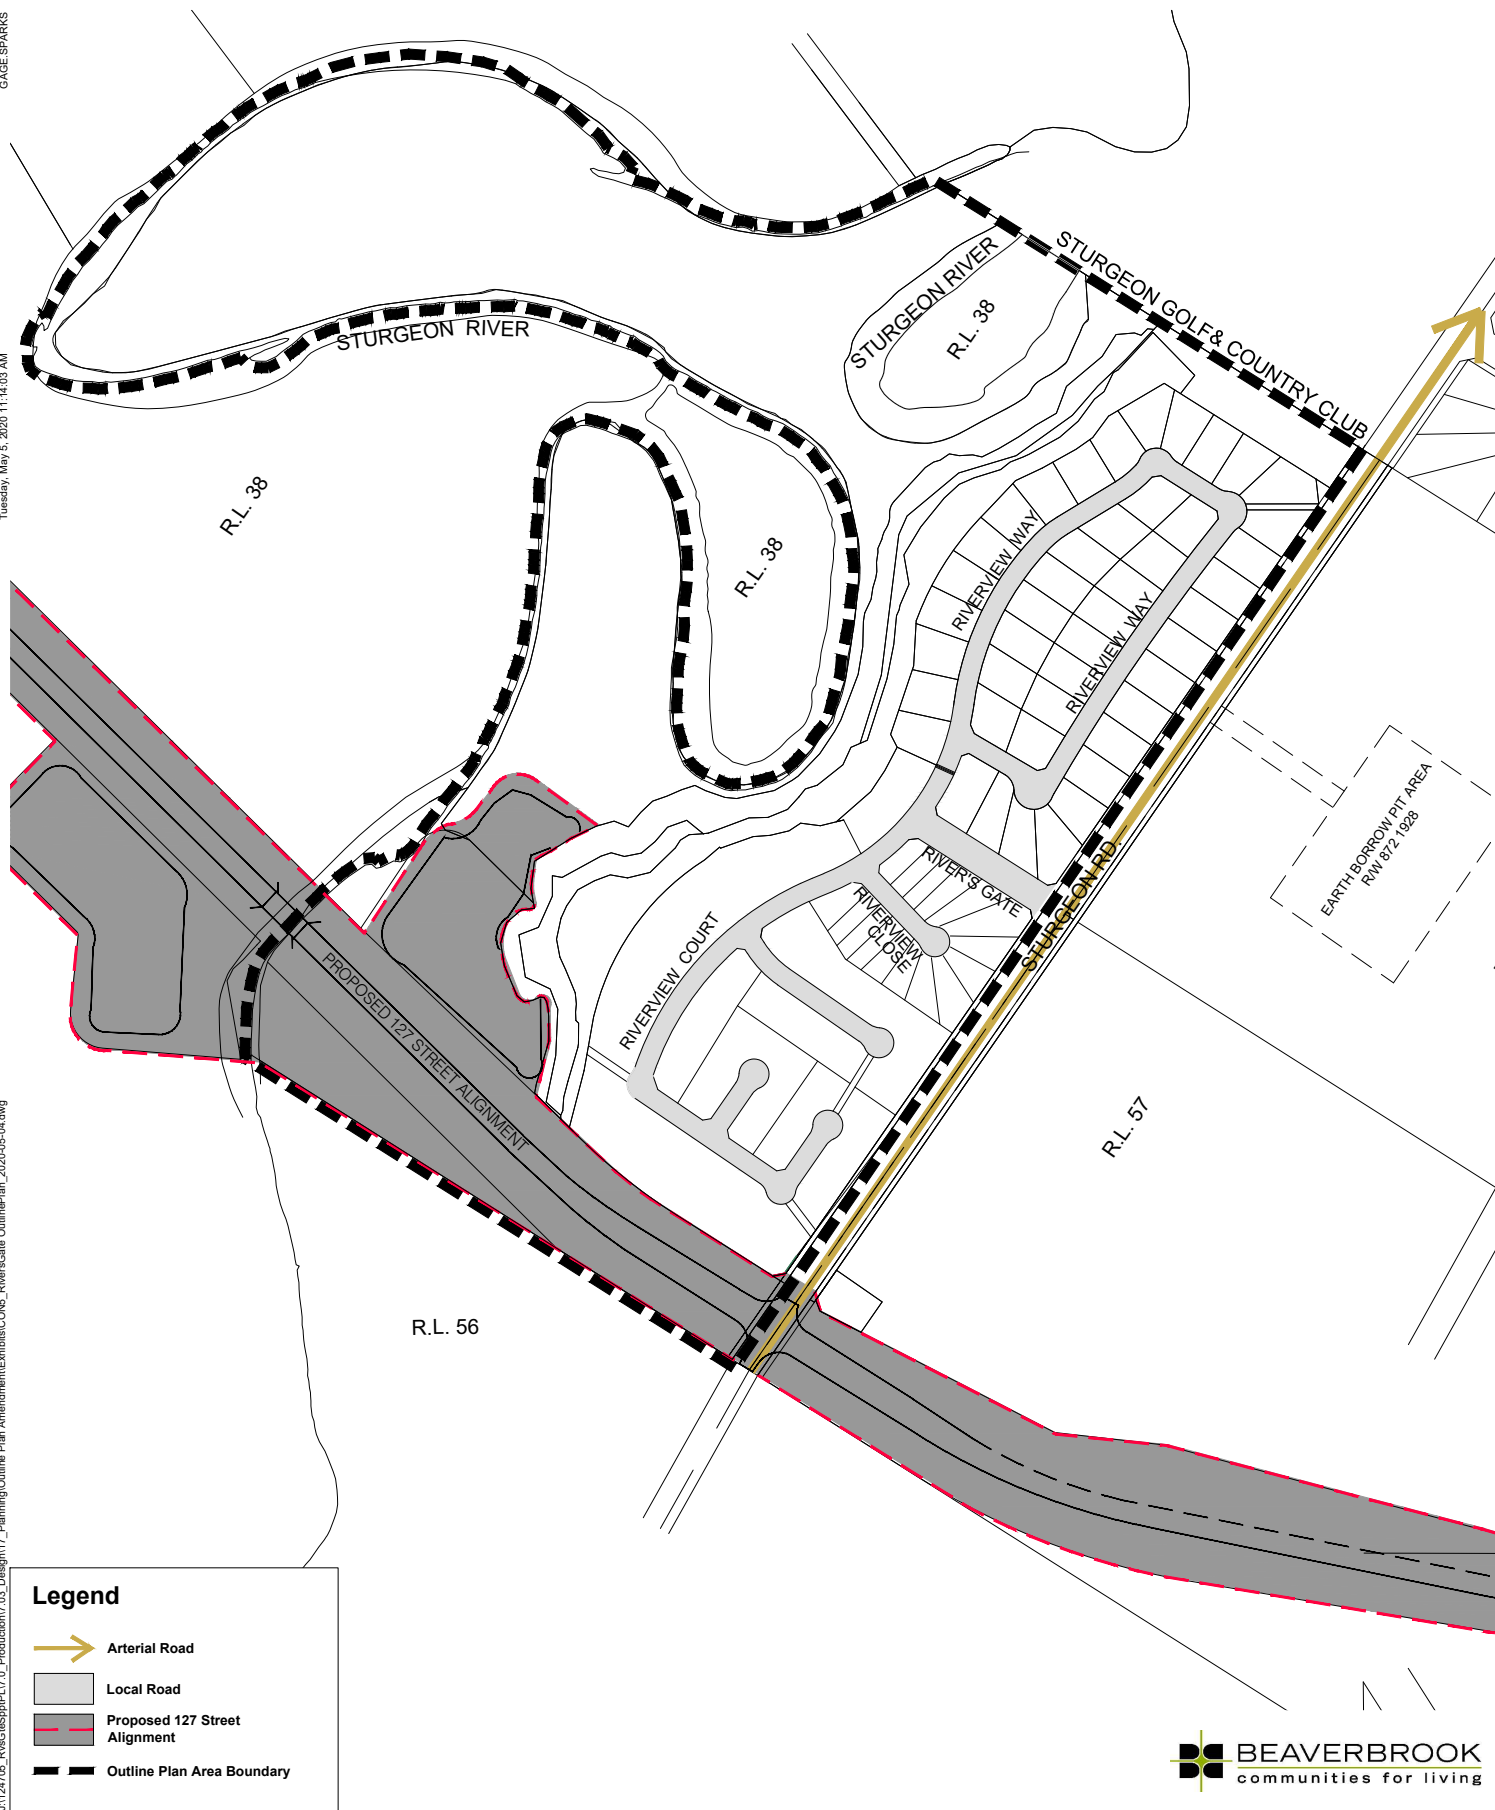 GAGE.SPARKS
Tuesday, May 5, 2020 11:14:03 AM
STURGEON RIVER
STURGEON RIVER
R.L. 38
STURGEON GOLF & COUNTRY CLUB
R.L. 38
R.L. 38
RIVERVIEW WAY
RIVERVIEW WAY
EARTH BORROW PIT AREA
R/W 872 1928
RIVER'S GATE
RIVERVIEW
CLOSE
STURGEON RD.
RIVERVIEW COURT
PROPOSED 127 STREET ALIGNMENT
R.L. 57
R.L. 56
Legend
Arterial Road
Local Road
Proposed 127 Street
Alignment
Outline Plan Area Boundary
BEAVERBROOK
communities for living